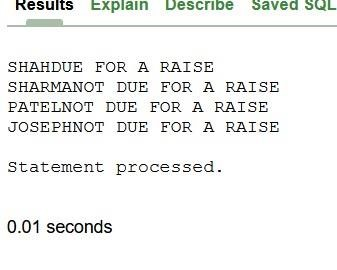 Results Explain Describe Saved SQL
SHAHDUE FOR A RAISE
SHARMANOT DUE FOR A RAISE
PATELNOT DUE FOR A RAISE
JOSEPHNOT DUE FOR A RAISE
Statement processed.
0.01 seconds